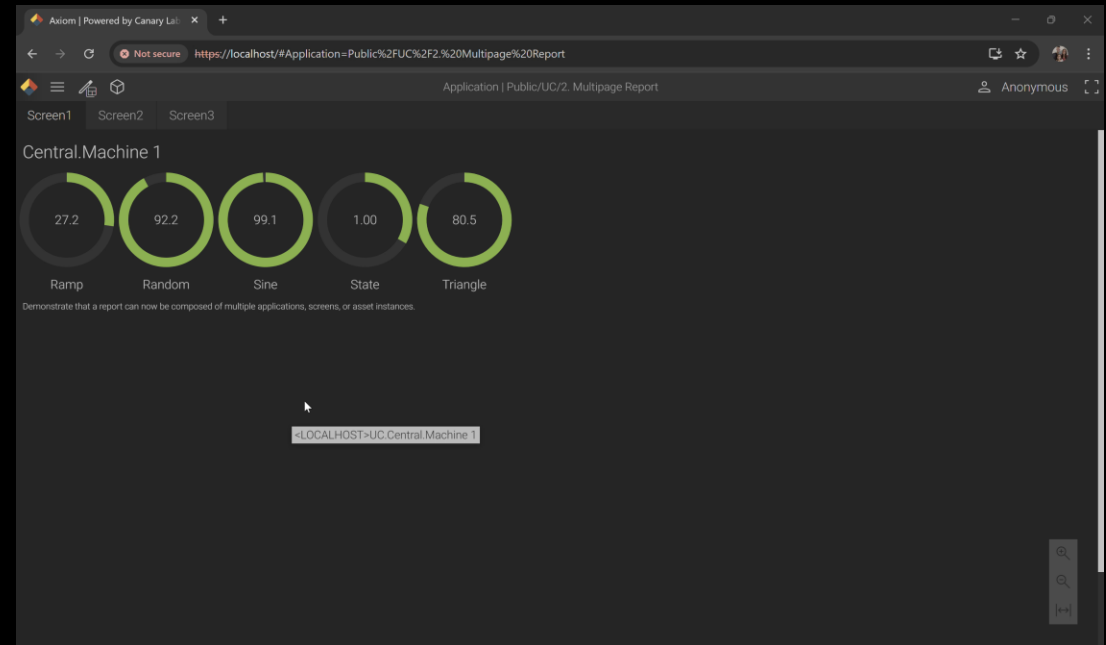 Axiom | Powered by Canary Lab
Not secure https://localhost/#Application=Public%2FUC%2F2.%20Multipage%20Report
Application | Public/UC/2. Multipage Report
Anonymous
Screen1 Screen2 Screen3
Central.Machine 1
27.2 92.2 99.1 1.00 80.5
Ramp Random Sine State Triangle
Demonstrate that a report can now be composed of multiple applications, screens, or asset instances.
<LOCALHOST>UC.Central.Machine 1